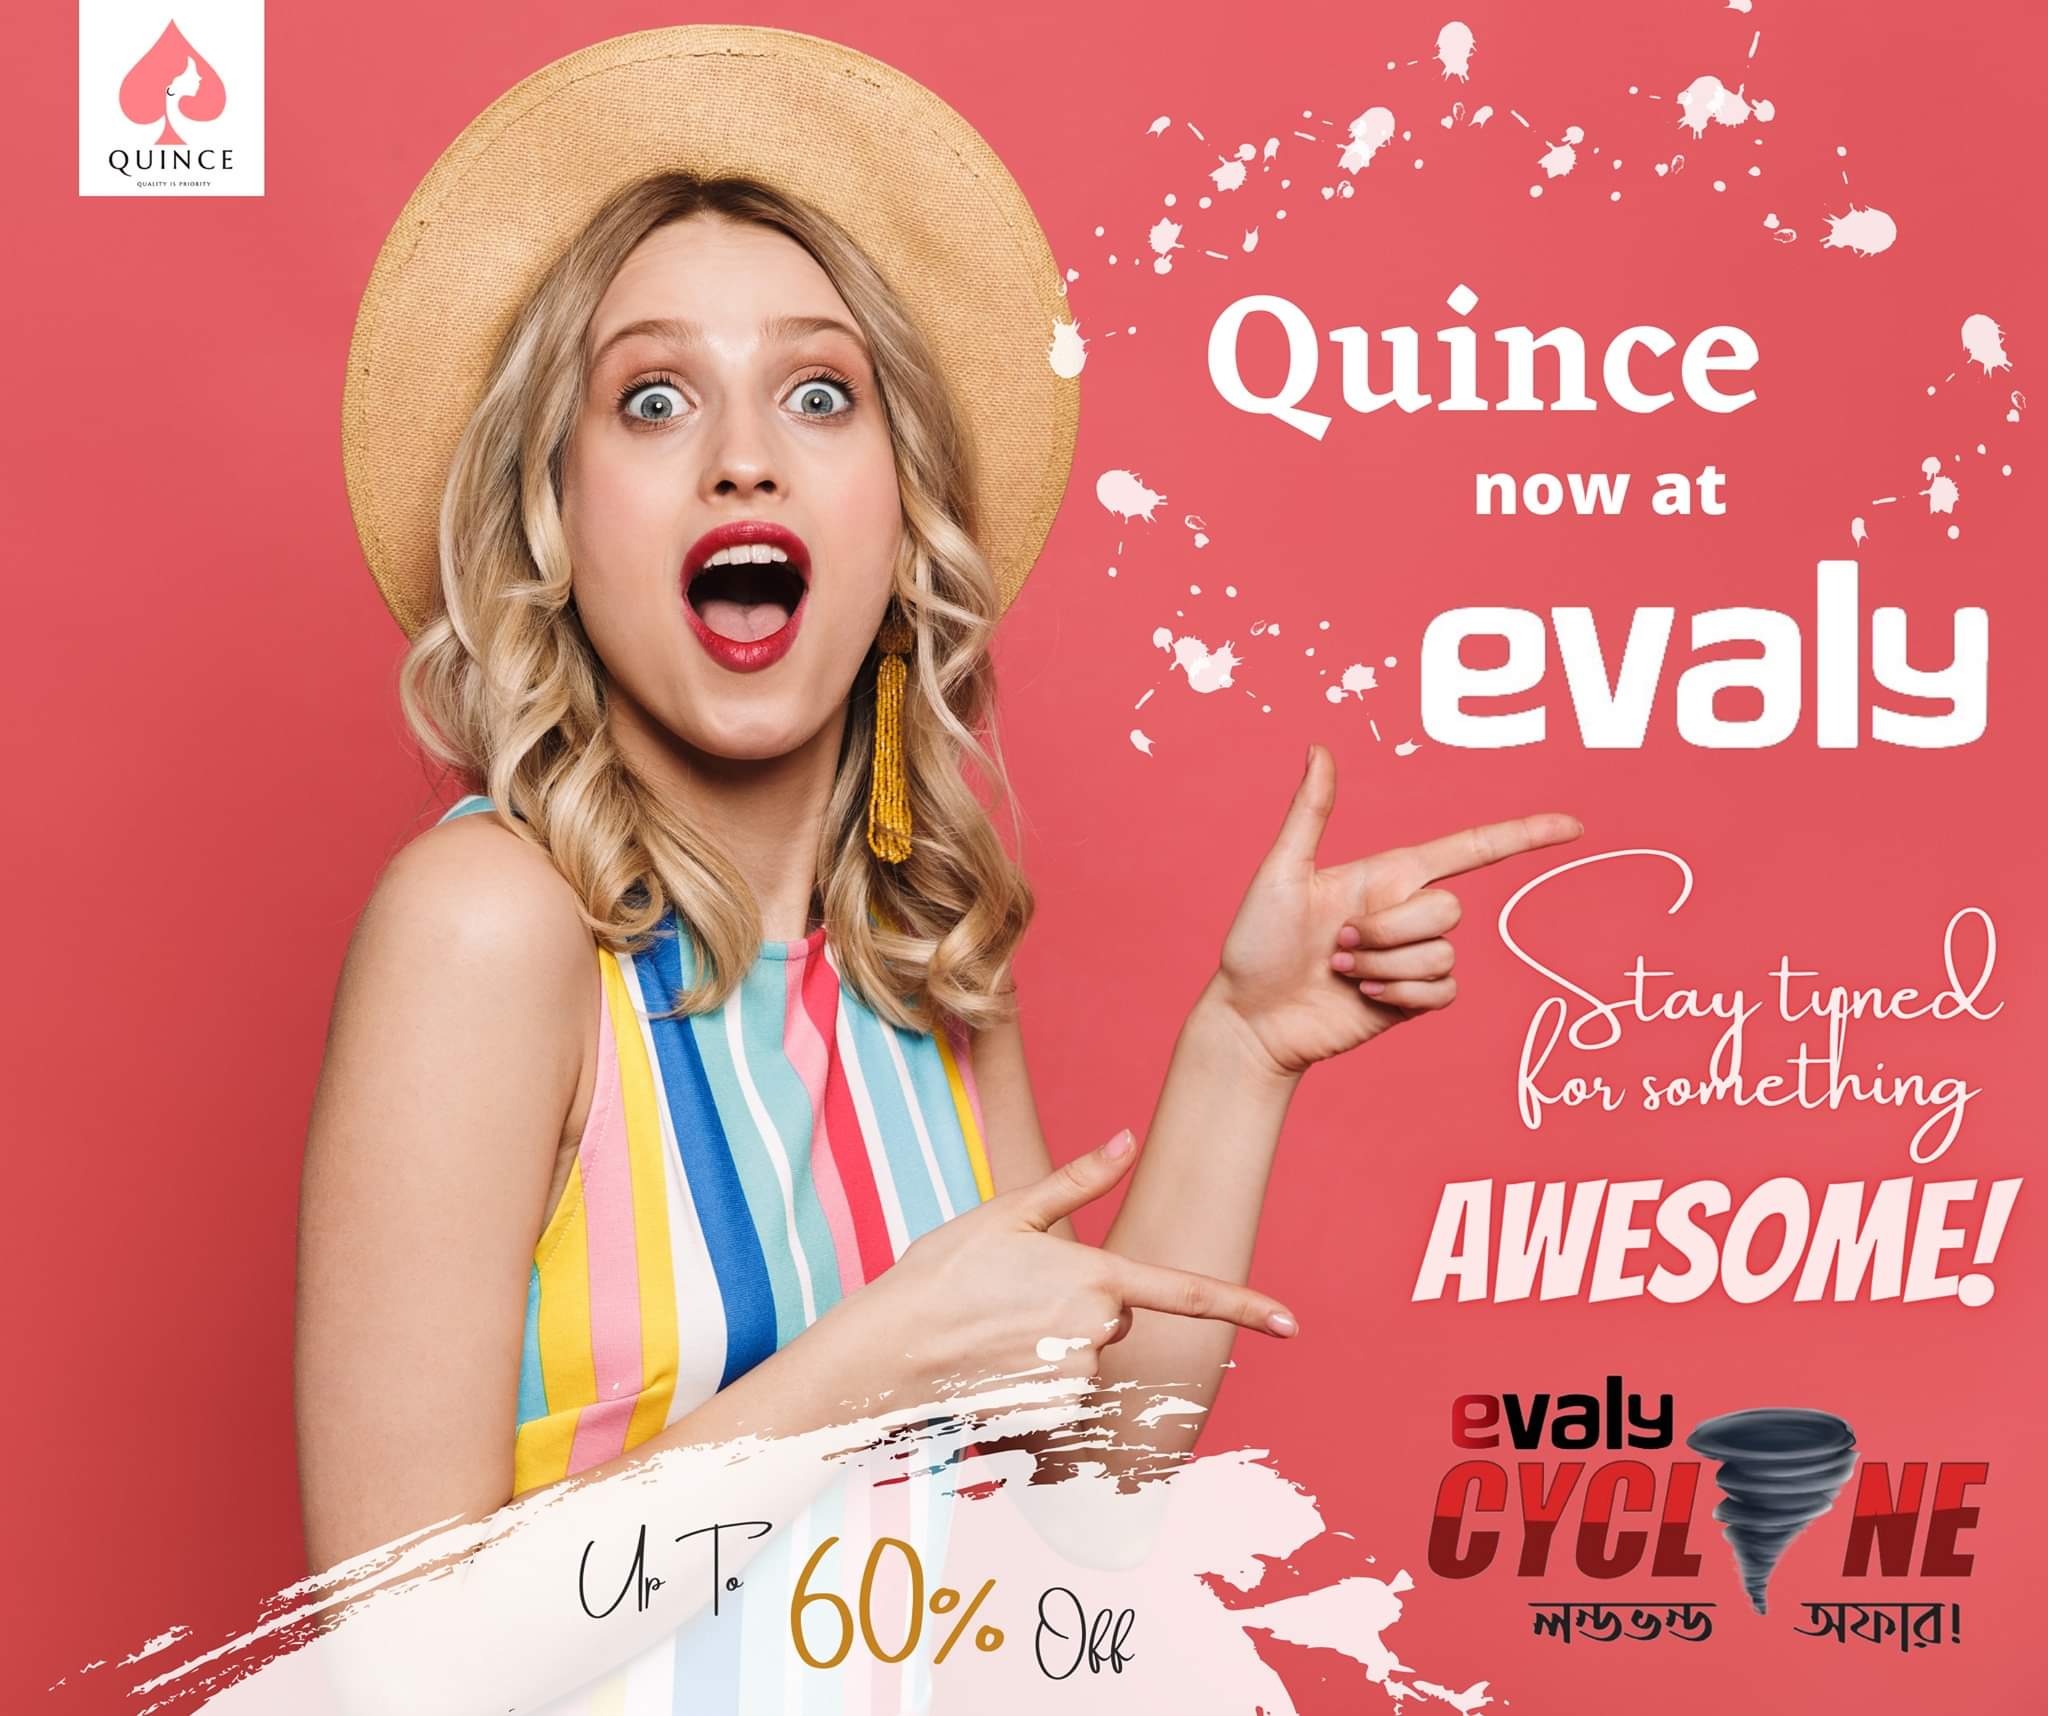 QUINCE
QUALITY IS PRIORITY
Quince
now at
evaly
Stay tuned
for something
AWESOME!
evaly
CYCLONE
লন্ডভন্ড অফার!
Up To 60% Off